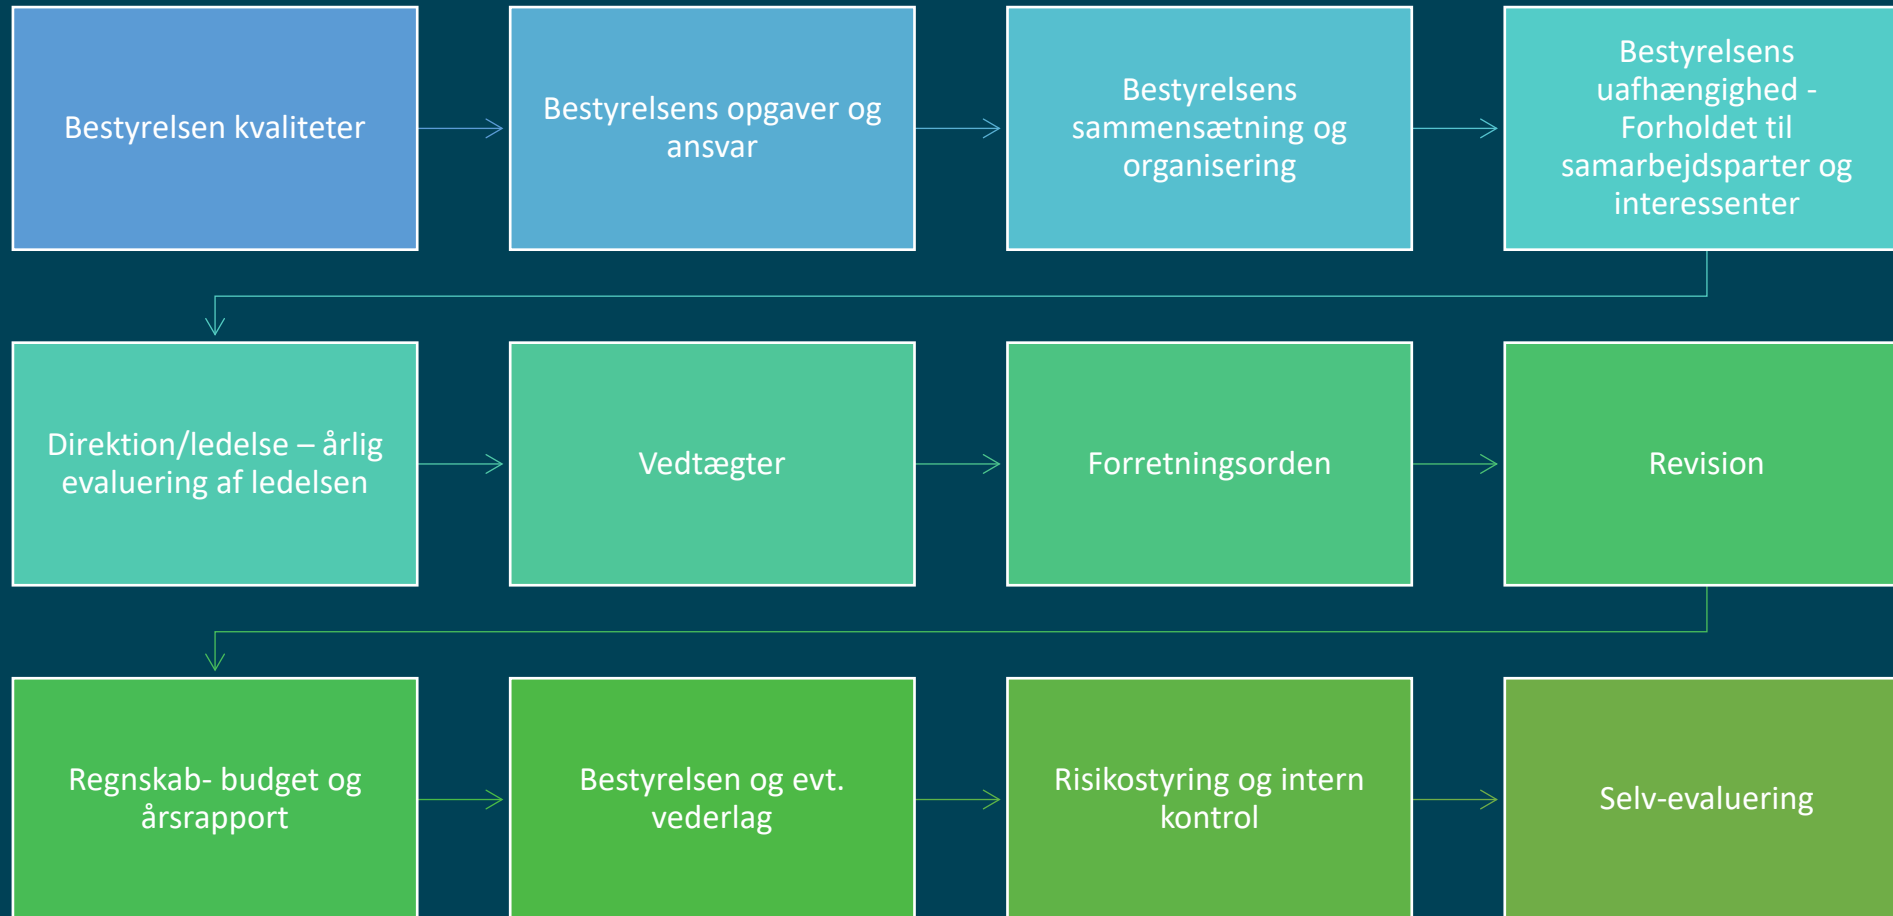 Bestyrelsen kvaliteter
Bestyrelsens opgaver og
ansvar
Bestyrelsens
sammensætning og
organisering
Bestyrelsens
uafhængighed -
Forholdet til
samarbejdsparter og
interessenter
Direktion/ledelse – årlig
evaluering af ledelsen
Vedtægter
Forretningsorden
Revision
Regnskab- budget og
årsrapport
Bestyrelsen og evt.
vederlag
Risikostyring og intern
kontrol
Selv-evaluering